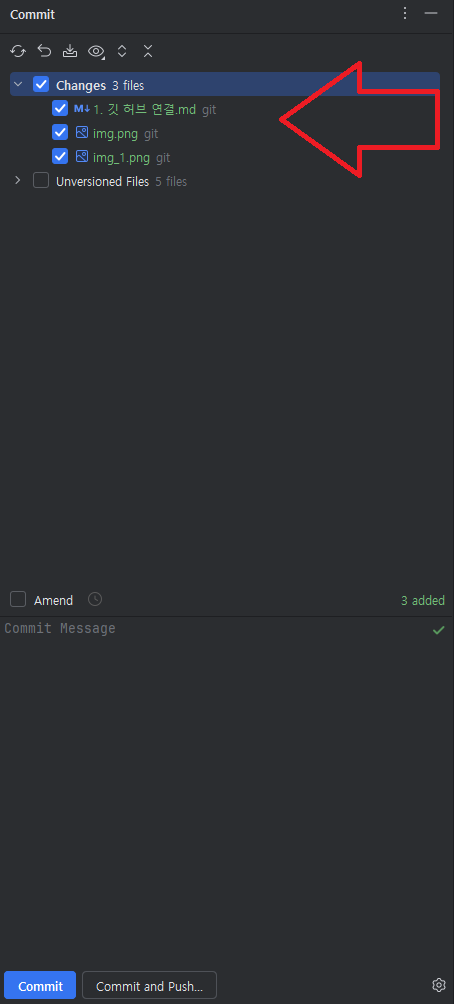 Commit
Changes 3 files
M↓ 1. 깃 허브 연결.md git
img.png git
img_1.png git
Unversioned Files 5 files
Amend 3 added
Commit Message
Commit Commit and Push...